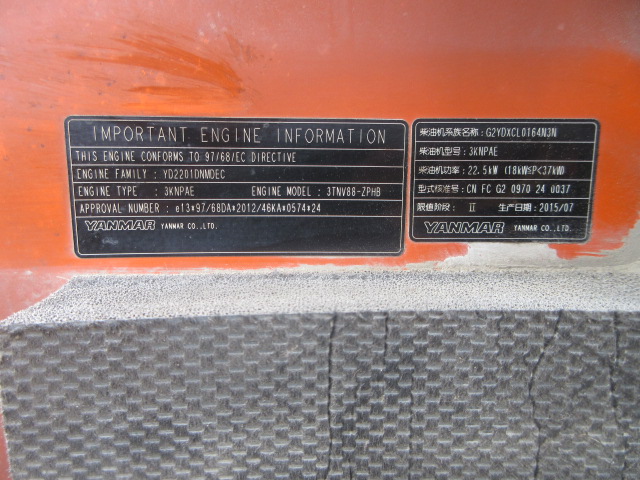 IMPORTANT ENGINE INFORMATION
THIS ENGINE CONFORMS TO 97/68/EC DIRECTIVE
ENGINE FAMILY : YD2201DNMDEC
ENGINE TYPE : 3KNPAE ENGINE MODEL : 3TNV88-ZPHB
APPROVAL-NUMBER : e13*97/68DA*2012/46KA*0574*24
YANMAR YANMAR CO.,LTD.
柴油机系族名称: G2YDXCL0164N3N
柴油机型号: 3KNPAE
柴油机功率: 22.5kW (18kW≤P<37kW)
型式核准号: CN FC G2 0970 24 0037
限值阶段: II 生产日期: 2015/07
YANMAR YANMAR CO.,LTD.